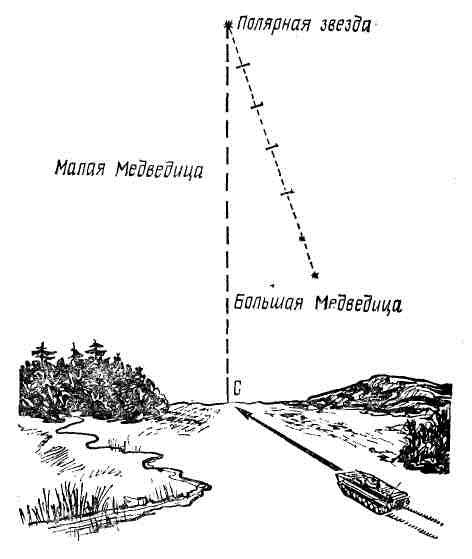 Полярная звезда
Малая Медведица
Большая Медведица
С